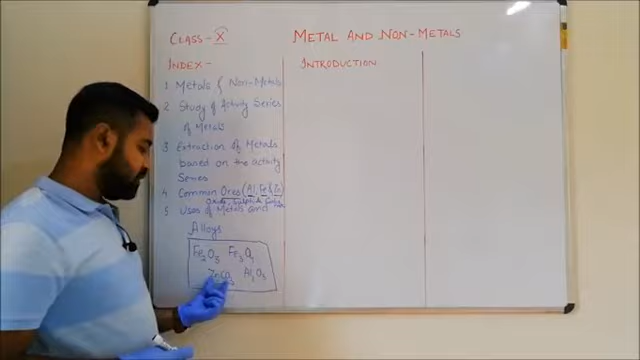 CLASS-X
METAL AND NON-METALS
INDEX-
INTRODUCTION
1 Metals & Non-Metals
2 Study of Activity Series
of Metals
3 Extraction of Metals
based on the activity
Series
4 Common Ores (Al, Fe & Zn)
5 Uses of Metals and
Alloys
Fe2O3 Fe3O4
ZnCO3 Al2O3